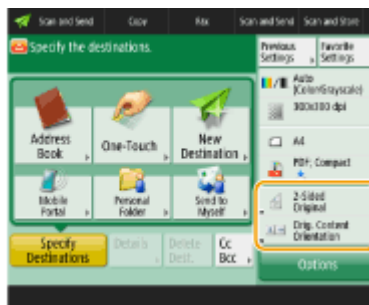 Scan and Send
Copy
Fax
Scan and Send
Scan and Store
Specify the destinations.
Previous
Settings
Favorite
Settings
Auto
(Color/Grayscale)
300x300 dpi
Address
Book
One-Touch
New
Destination
A4
PDF; Compact
Mobile
Portal
Personal
Folder
Send to
Myself
2-Sided
Original
Orig. Content
Orientation
Specify
Destinations
Details
Delete
Dest.
Cc
Bcc
Options